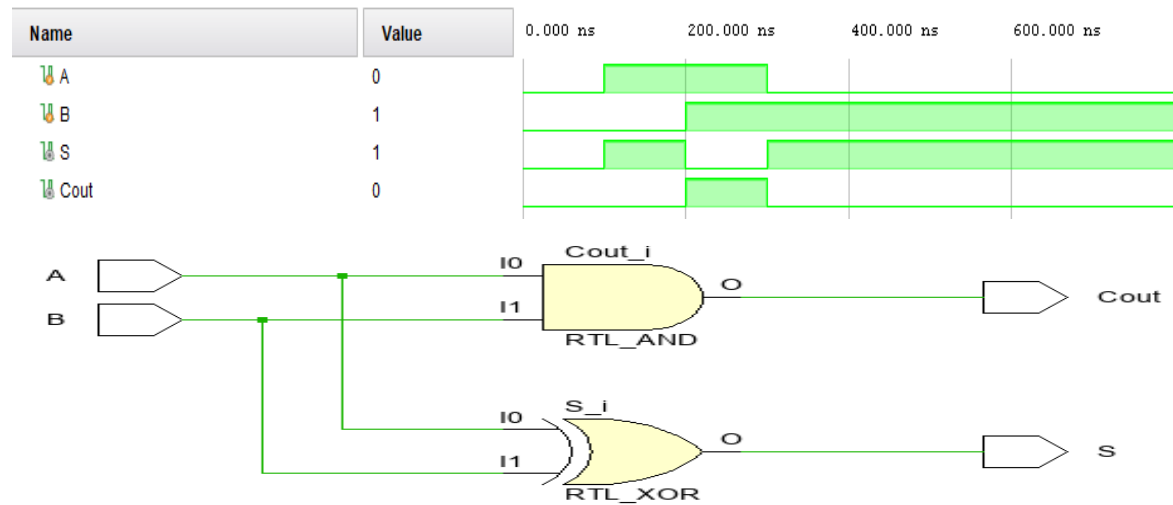 Name Value 0.000 ns 200.000 ns 400.000 ns 600.000 ns
A 0
B 1
S 1
Cout 0
Cout_i
A I0 O Cout
B I1
RTL_AND
S_i
I0 O S
I1
RTL_XOR